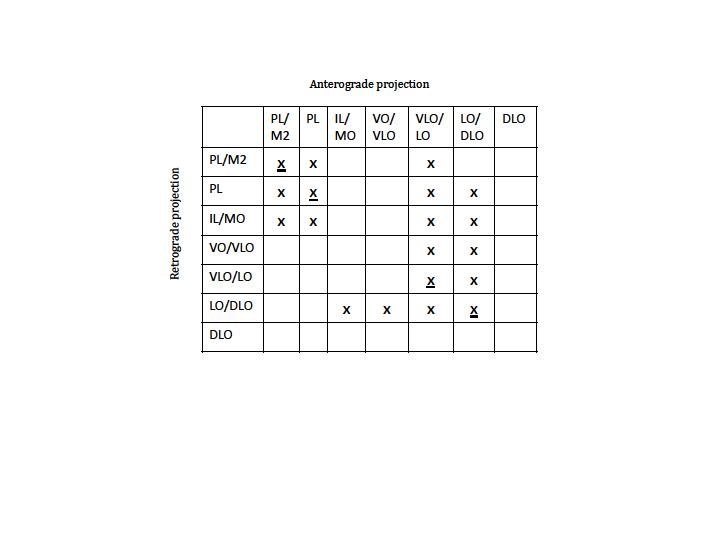 Anterograde projection
PL/ PL IL/ VO/ VLO/ LO/ DLO
M2 MO VLO LO DLO
Retrograde projection
PL/M2 x x x
PL x x x x
IL/MO x x x x
VO/VLO x x
VLO/LO x x
LO/DLO x x x x
DLO